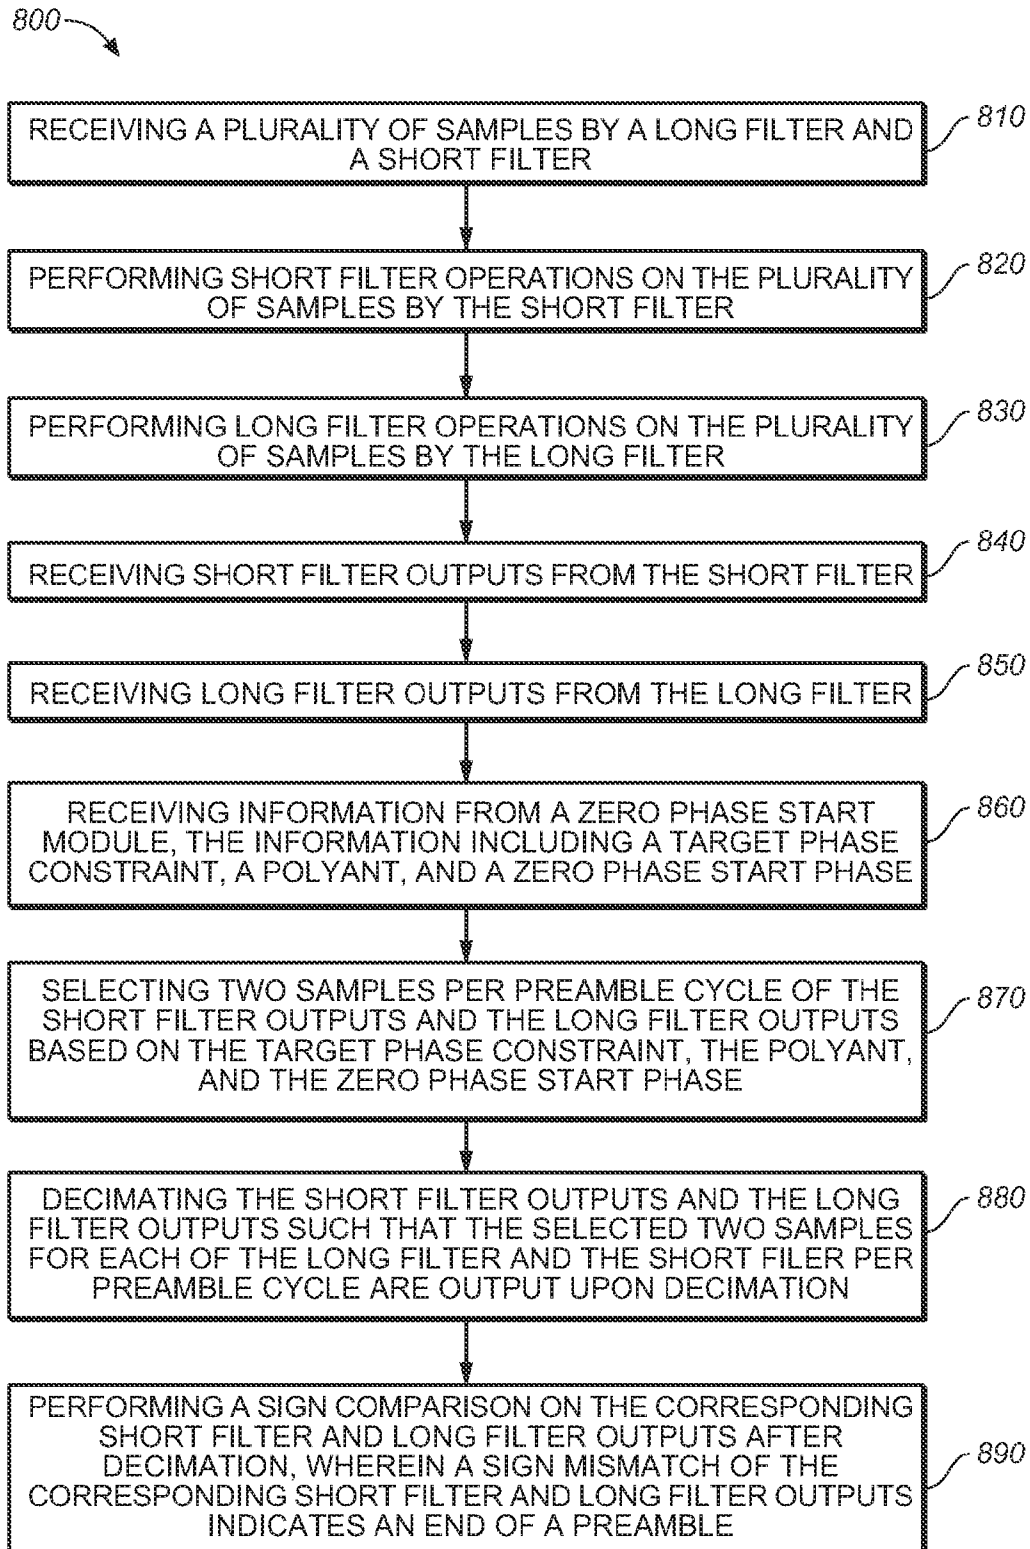 800
RECEIVING A PLURALITY OF SAMPLES BY A LONG FILTER AND
A SHORT FILTER
810
PERFORMING SHORT FILTER OPERATIONS ON THE PLURALITY
OF SAMPLES BY THE SHORT FILTER
820
PERFORMING LONG FILTER OPERATIONS ON THE PLURALITY
OF SAMPLES BY THE LONG FILTER
830
RECEIVING SHORT FILTER OUTPUTS FROM THE SHORT FILTER
840
RECEIVING LONG FILTER OUTPUTS FROM THE LONG FILTER
850
RECEIVING INFORMATION FROM A ZERO PHASE START
MODULE, THE INFORMATION INCLUDING A TARGET PHASE
CONSTRAINT, A POLYANT, AND A ZERO PHASE START PHASE
860
SELECTING TWO SAMPLES PER PREAMBLE CYCLE OF THE
SHORT FILTER OUTPUTS AND THE LONG FILTER OUTPUTS
BASED ON THE TARGET PHASE CONSTRAINT, THE POLYANT,
AND THE ZERO PHASE START PHASE
870
DECIMATING THE SHORT FILTER OUTPUTS AND THE LONG
FILTER OUTPUTS SUCH THAT THE SELECTED TWO SAMPLES
FOR EACH OF THE LONG FILTER AND THE SHORT FILER PER
PREAMBLE CYCLE ARE OUTPUT UPON DECIMATION
880
PERFORMING A SIGN COMPARISON ON THE CORRESPONDING
SHORT FILTER AND LONG FILTER OUTPUTS AFTER
DECIMATION, WHEREIN A SIGN MISMATCH OF THE
CORRESPONDING SHORT FILTER AND LONG FILTER OUTPUTS
INDICATES AN END OF A PREAMBLE
890